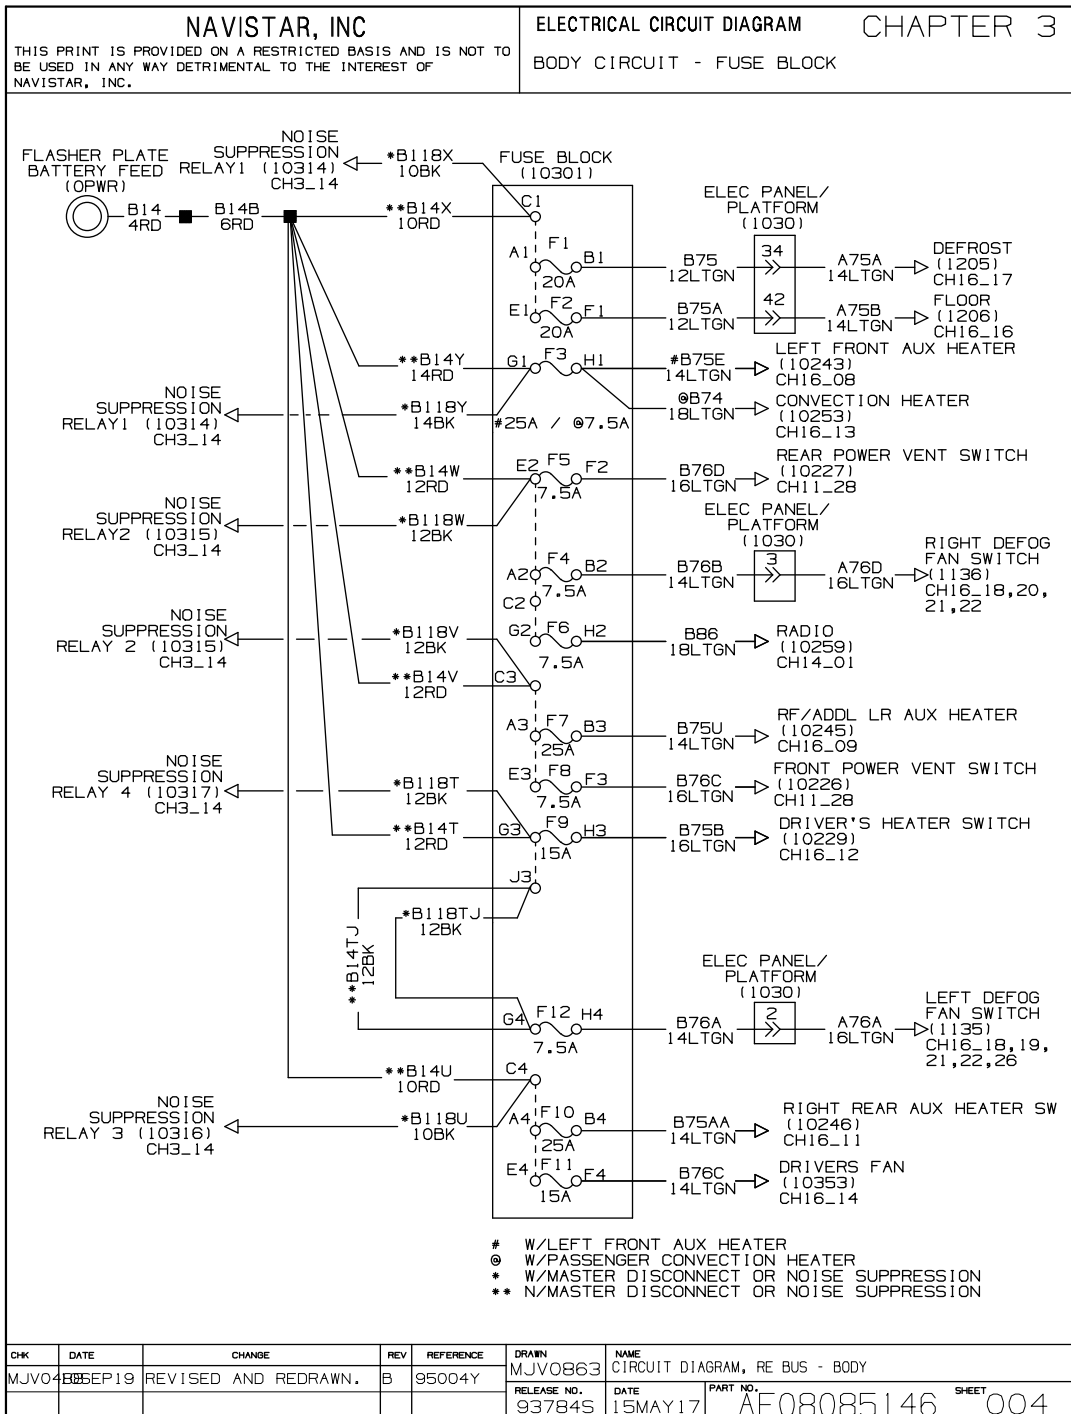 NAVISTAR, INC
THIS PRINT IS PROVIDED ON A RESTRICTED BASIS AND IS NOT TO
BE USED IN ANY WAY DETRIMENTAL TO THE INTEREST OF
NAVISTAR, INC.
ELECTRICAL CIRCUIT DIAGRAM
CHAPTER 3
BODY CIRCUIT - FUSE BLOCK
FLASHER PLATE
BATTERY FEED
(OPWR)
B14
4RD
B14B
6RD
NOISE
SUPPRESSION
RELAY1 (10314)
CH3_14
*B118X
10BK
**B14X
10RD
FUSE BLOCK
(10301)
C1
A1
F1
B1
20A
E1
F2
F1
20A
B75
12LTGN
B75A
12LTGN
ELEC PANEL/
PLATFORM
(1030)
34
42
A75A
14LTGN
A75B
14LTGN
DEFROST
(1205)
CH16_17
FLOOR
(1206)
CH16_16
**B14Y
14RD
G1
F3
H1
#B75E
14LTGN
LEFT FRONT AUX HEATER
(10243)
CH16_08
NOISE
SUPPRESSION
RELAY1 (10314)
CH3_14
*B118Y
14BK
#25A / @7.5A
@B74
18LTGN
CONVECTION HEATER
(10253)
CH16_13
**B14W
12RD
E2
F5
F2
7.5A
B76D
16LTGN
REAR POWER VENT SWITCH
(10227)
CH11_28
NOISE
SUPPRESSION
RELAY2 (10315)
CH3_14
*B118W
12BK
A2
F4
B2
7.5A
B76B
14LTGN
ELEC PANEL/
PLATFORM
(1030)
3
A76D
16LTGN
RIGHT DEFOG
FAN SWITCH
(1136)
CH16_18,20,
21,22
C2
G2
F6
H2
7.5A
B86
18LTGN
RADIO
(10259)
CH14_01
NOISE
SUPPRESSION
RELAY 2 (10315)
CH3_14
*B118V
12BK
**B14V
12RD
C3
A3
F7
B3
25A
B75U
14LTGN
RF/ADDL LR AUX HEATER
(10245)
CH16_09
E3
F8
F3
7.5A
B76C
16LTGN
FRONT POWER VENT SWITCH
(10226)
CH11_28
NOISE
SUPPRESSION
RELAY 4 (10317)
CH3_14
*B118T
12BK
**B14T
12RD
G3
F9
H3
15A
B75B
16LTGN
DRIVER'S HEATER SWITCH
(10229)
CH16_12
J3
*B118TJ
12BK
**B14TJ
12BK
G4
F12
H4
7.5A
B76A
14LTGN
ELEC PANEL/
PLATFORM
(1030)
2
A76A
16LTGN
LEFT DEFOG
FAN SWITCH
(1135)
CH16_18,19,
21,22,26
**B14U
10RD
C4
NOISE
SUPPRESSION
RELAY 3 (10316)
CH3_14
*B118U
10BK
A4
F10
B4
25A
B75AA
14LTGN
RIGHT REAR AUX HEATER SW
(10246)
CH16_11
E4
F11
F4
15A
B76C
14LTGN
DRIVERS FAN
(10353)
CH16_14
# W/LEFT FRONT AUX HEATER
@ W/PASSENGER CONVECTION HEATER
* W/MASTER DISCONNECT OR NOISE SUPPRESSION
** N/MASTER DISCONNECT OR NOISE SUPPRESSION
CHK DATE CHANGE REV REFERENCE
SEP19 REVISED AND REDRAWN. B 95004Y
DRAWN
MJV0863
NAME
CIRCUIT DIAGRAM, RE BUS - BODY
RELEASE NO.
93784S
DATE
15MAY17
PART NO.
AF08085146
SHEET
004